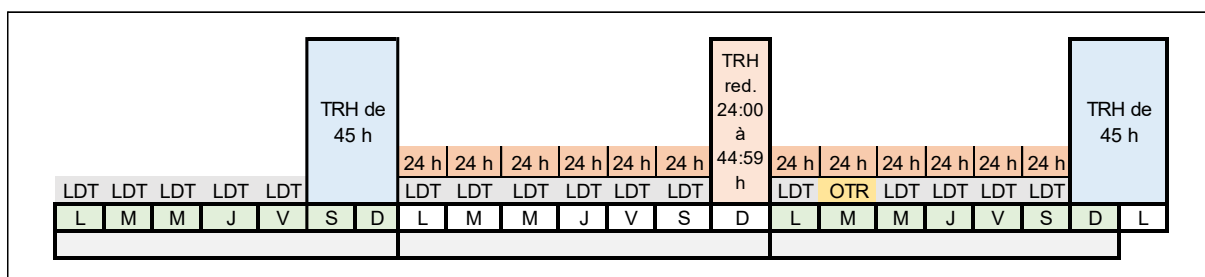 TRH
red.
24:00
à
44:59
h
TRH de
45 h
TRH de
45 h
24 h 24 h 24 h 24 h 24 h 24 h 24 h 24 h 24 h 24 h 24 h 24 h
LDT LDT LDT LDT LDT LDT LDT LDT LDT LDT LDT LDT OTR LDT LDT LDT LDT
L M M J V S D L M M J V S D L M M J V S D L